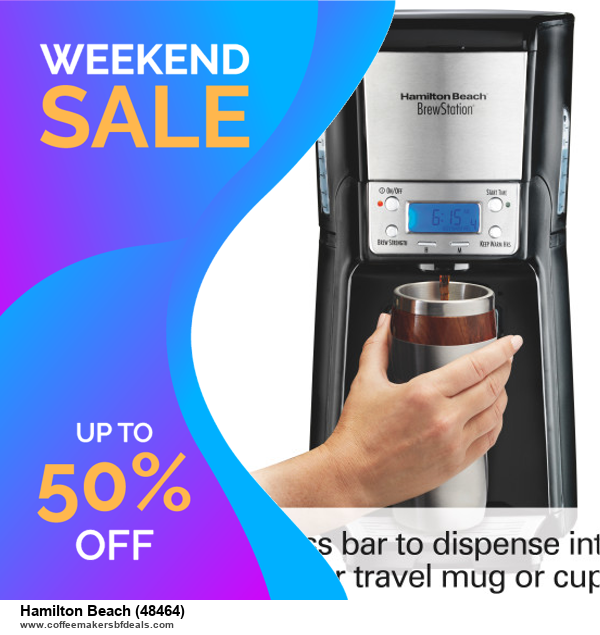 WEEKEND
SALE
UP TO
50%
OFF
Hamilton Beach
BrewStation
On/Off
Start Time
6:15
Brew Strength
H
M
Keep Warm Hrs
ss bar to dispense int
r travel mug or cup
Hamilton Beach (48464)
www.coffeemakersbfdeals.com